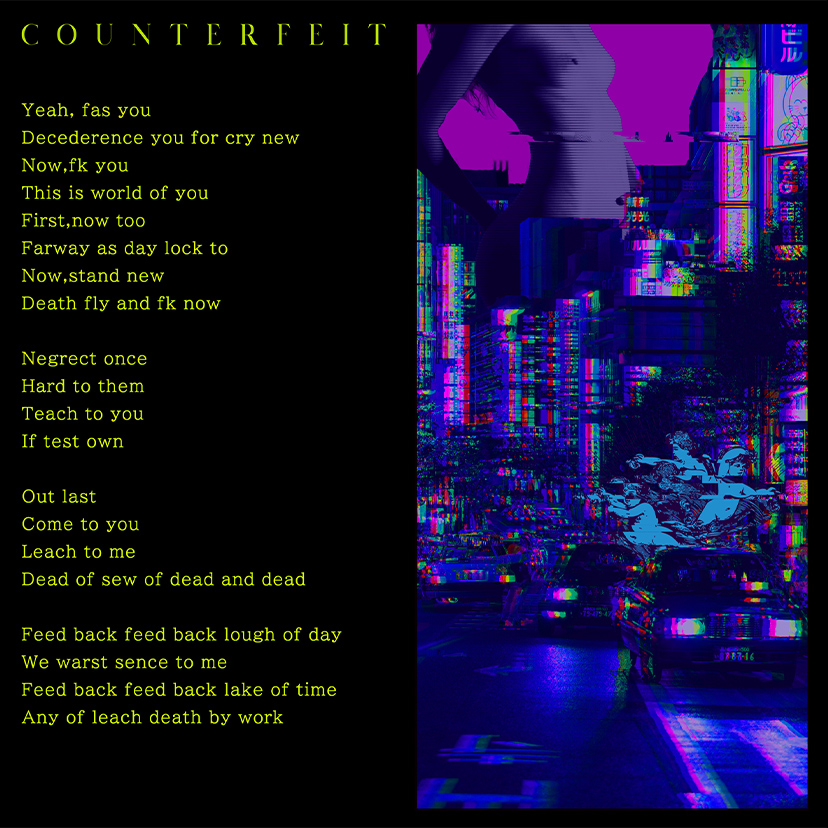 COUNTERFEIT
Yeah, fas you
Decederence you for cry new
Now,fk you
This is world of you
First,now too
Farway as day lock to
Now,stand new
Death fly and fk now
Negrect once
Hard to them
Teach to you
If test own
Out last
Come to you
Leach to me
Dead of sew of dead and dead
Feed back feed back lough of day
We warst sence to me
Feed back feed back lake of time
Any of leach death by work